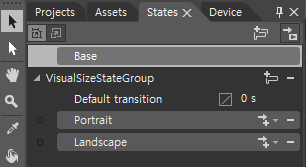 Projects Assets States Device
Base
VisualSizeStateGroup
Default transition 0 s
Portrait
Landscape